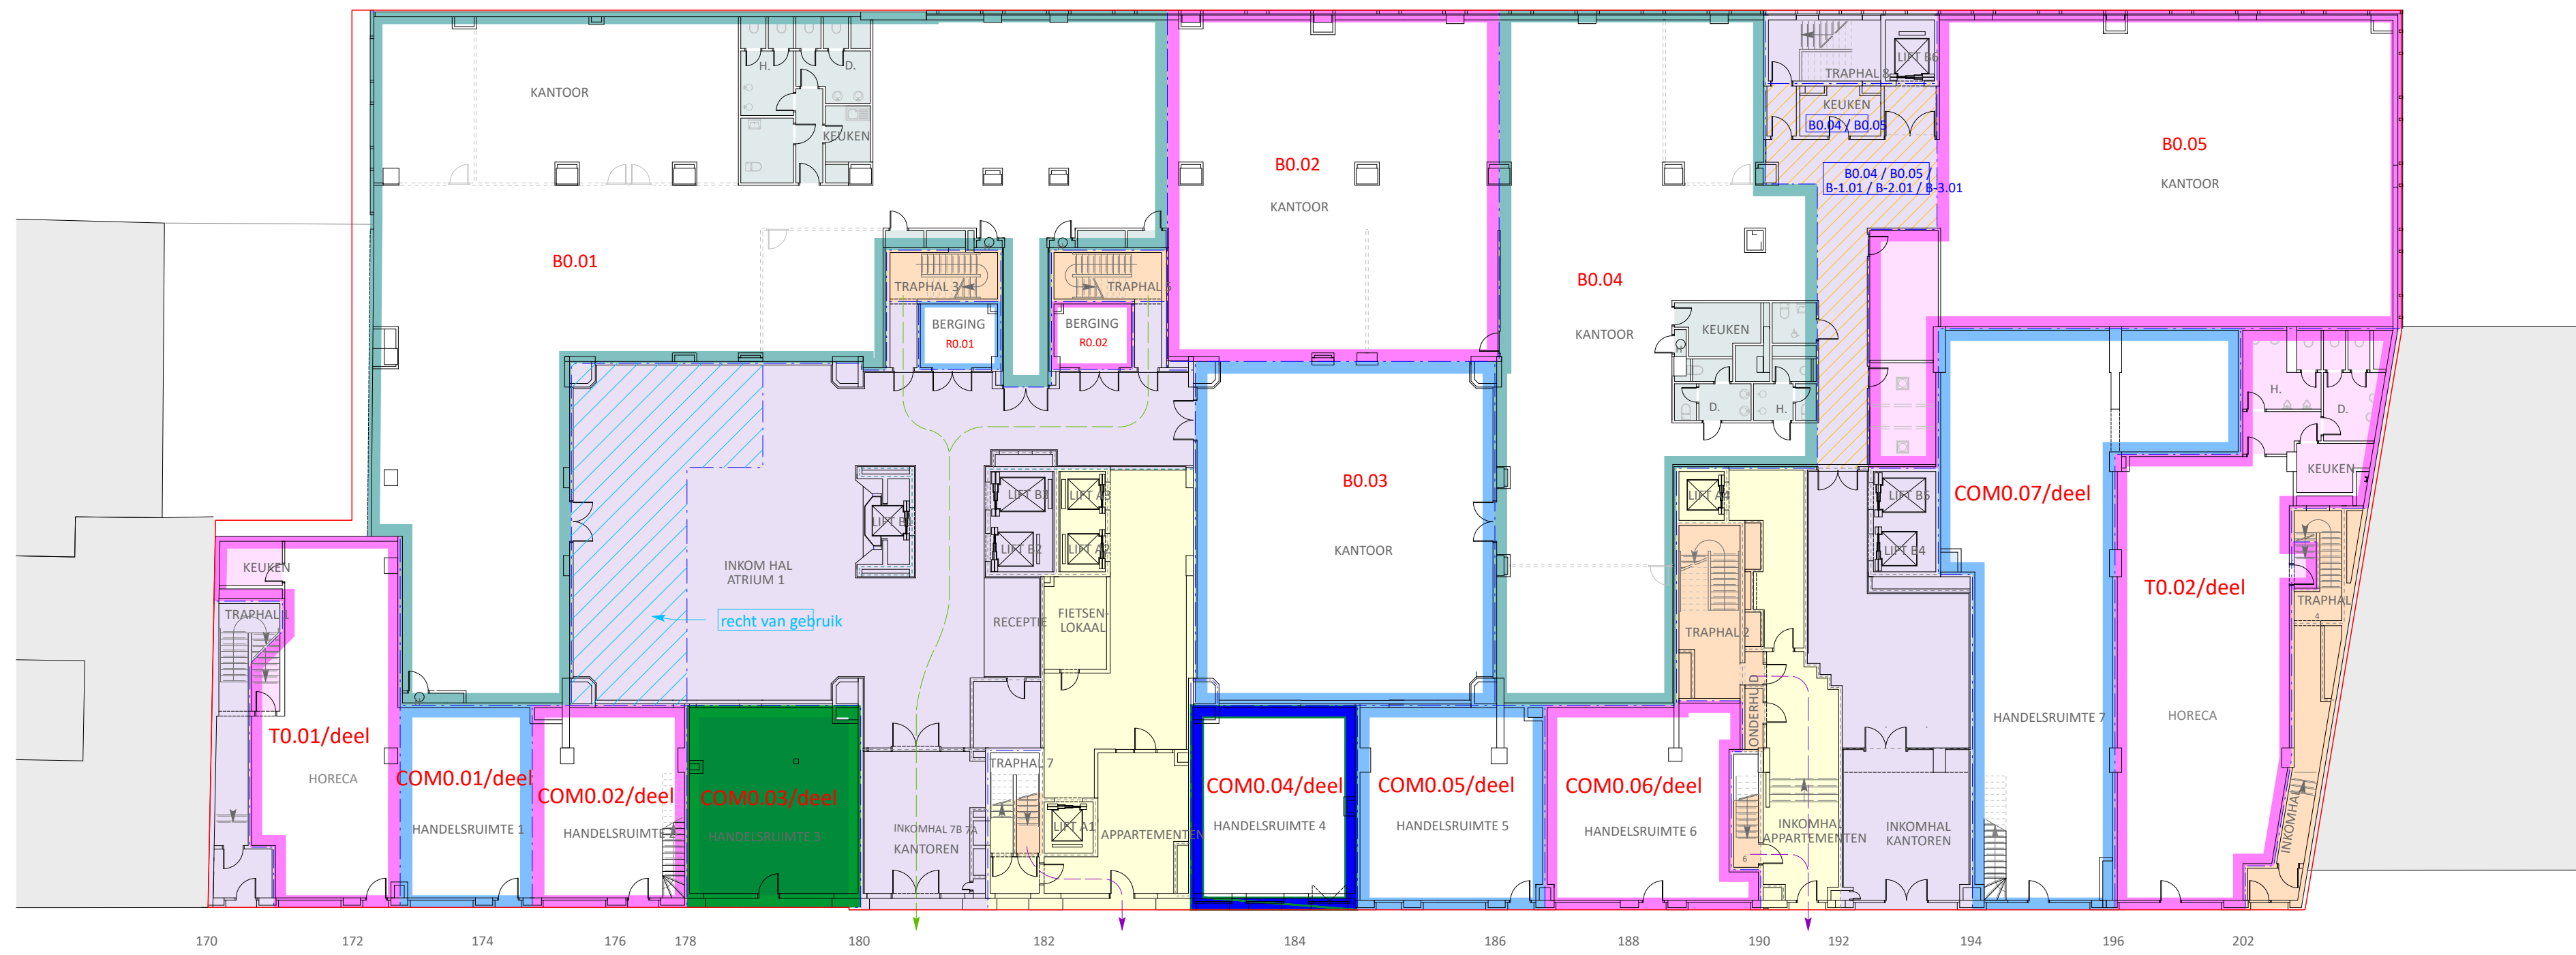 KANTOOR
H.
D.
KEUKEN
B0.01
TRAPHAL 3
BERGING
R0.01
TRAPHAL 5
BERGING
R0.02
B0.02
KANTOOR
B0.04
KANTOOR
TRAPHAL 8
LIFT B6
KEUKEN
B0.04 / B0.05
B0.04 / B0.05 /
B-1.01 / B-2.01 / B-3.01
B0.05
KANTOOR
KEUKEN
D.
H.
H.
D.
KEUKEN
B0.03
KANTOOR
INKOM HAL
ATRIUM 1
recht van gebruik
LIFT B1
LIFT B3
LIFT A3
LIFT B2
LIFT A2
RECEPTIE
FIETSEN-
LOKAAL
TRAPHAL 2
ONDERHOUD
LIFT B5
LIFT B4
COM0.07/deel
HANDELSRUIMTE 7
T0.02/deel
HORECA
TRAPHAL
4
INKOMHAL
KEUKEN
TRAPHAL 1
T0.01/deel
HORECA
COM0.01/deel
HANDELSRUIMTE 1
COM0.02/deel
HANDELSRUIMTE 2
COM0.03/deel
HANDELSRUIMTE 3
INKOMHAL 7B 7A
KANTOREN
TRAPHAL 7
LIFT A1
APPARTEMENTEN
COM0.04/deel
HANDELSRUIMTE 4
COM0.05/deel
HANDELSRUIMTE 5
COM0.06/deel
HANDELSRUIMTE 6
6
INKOMHAL
APPARTEMENTEN
INKOMHAL
KANTOREN
170
172
174
176
178
180
182
184
186
188
190
192
194
196
202